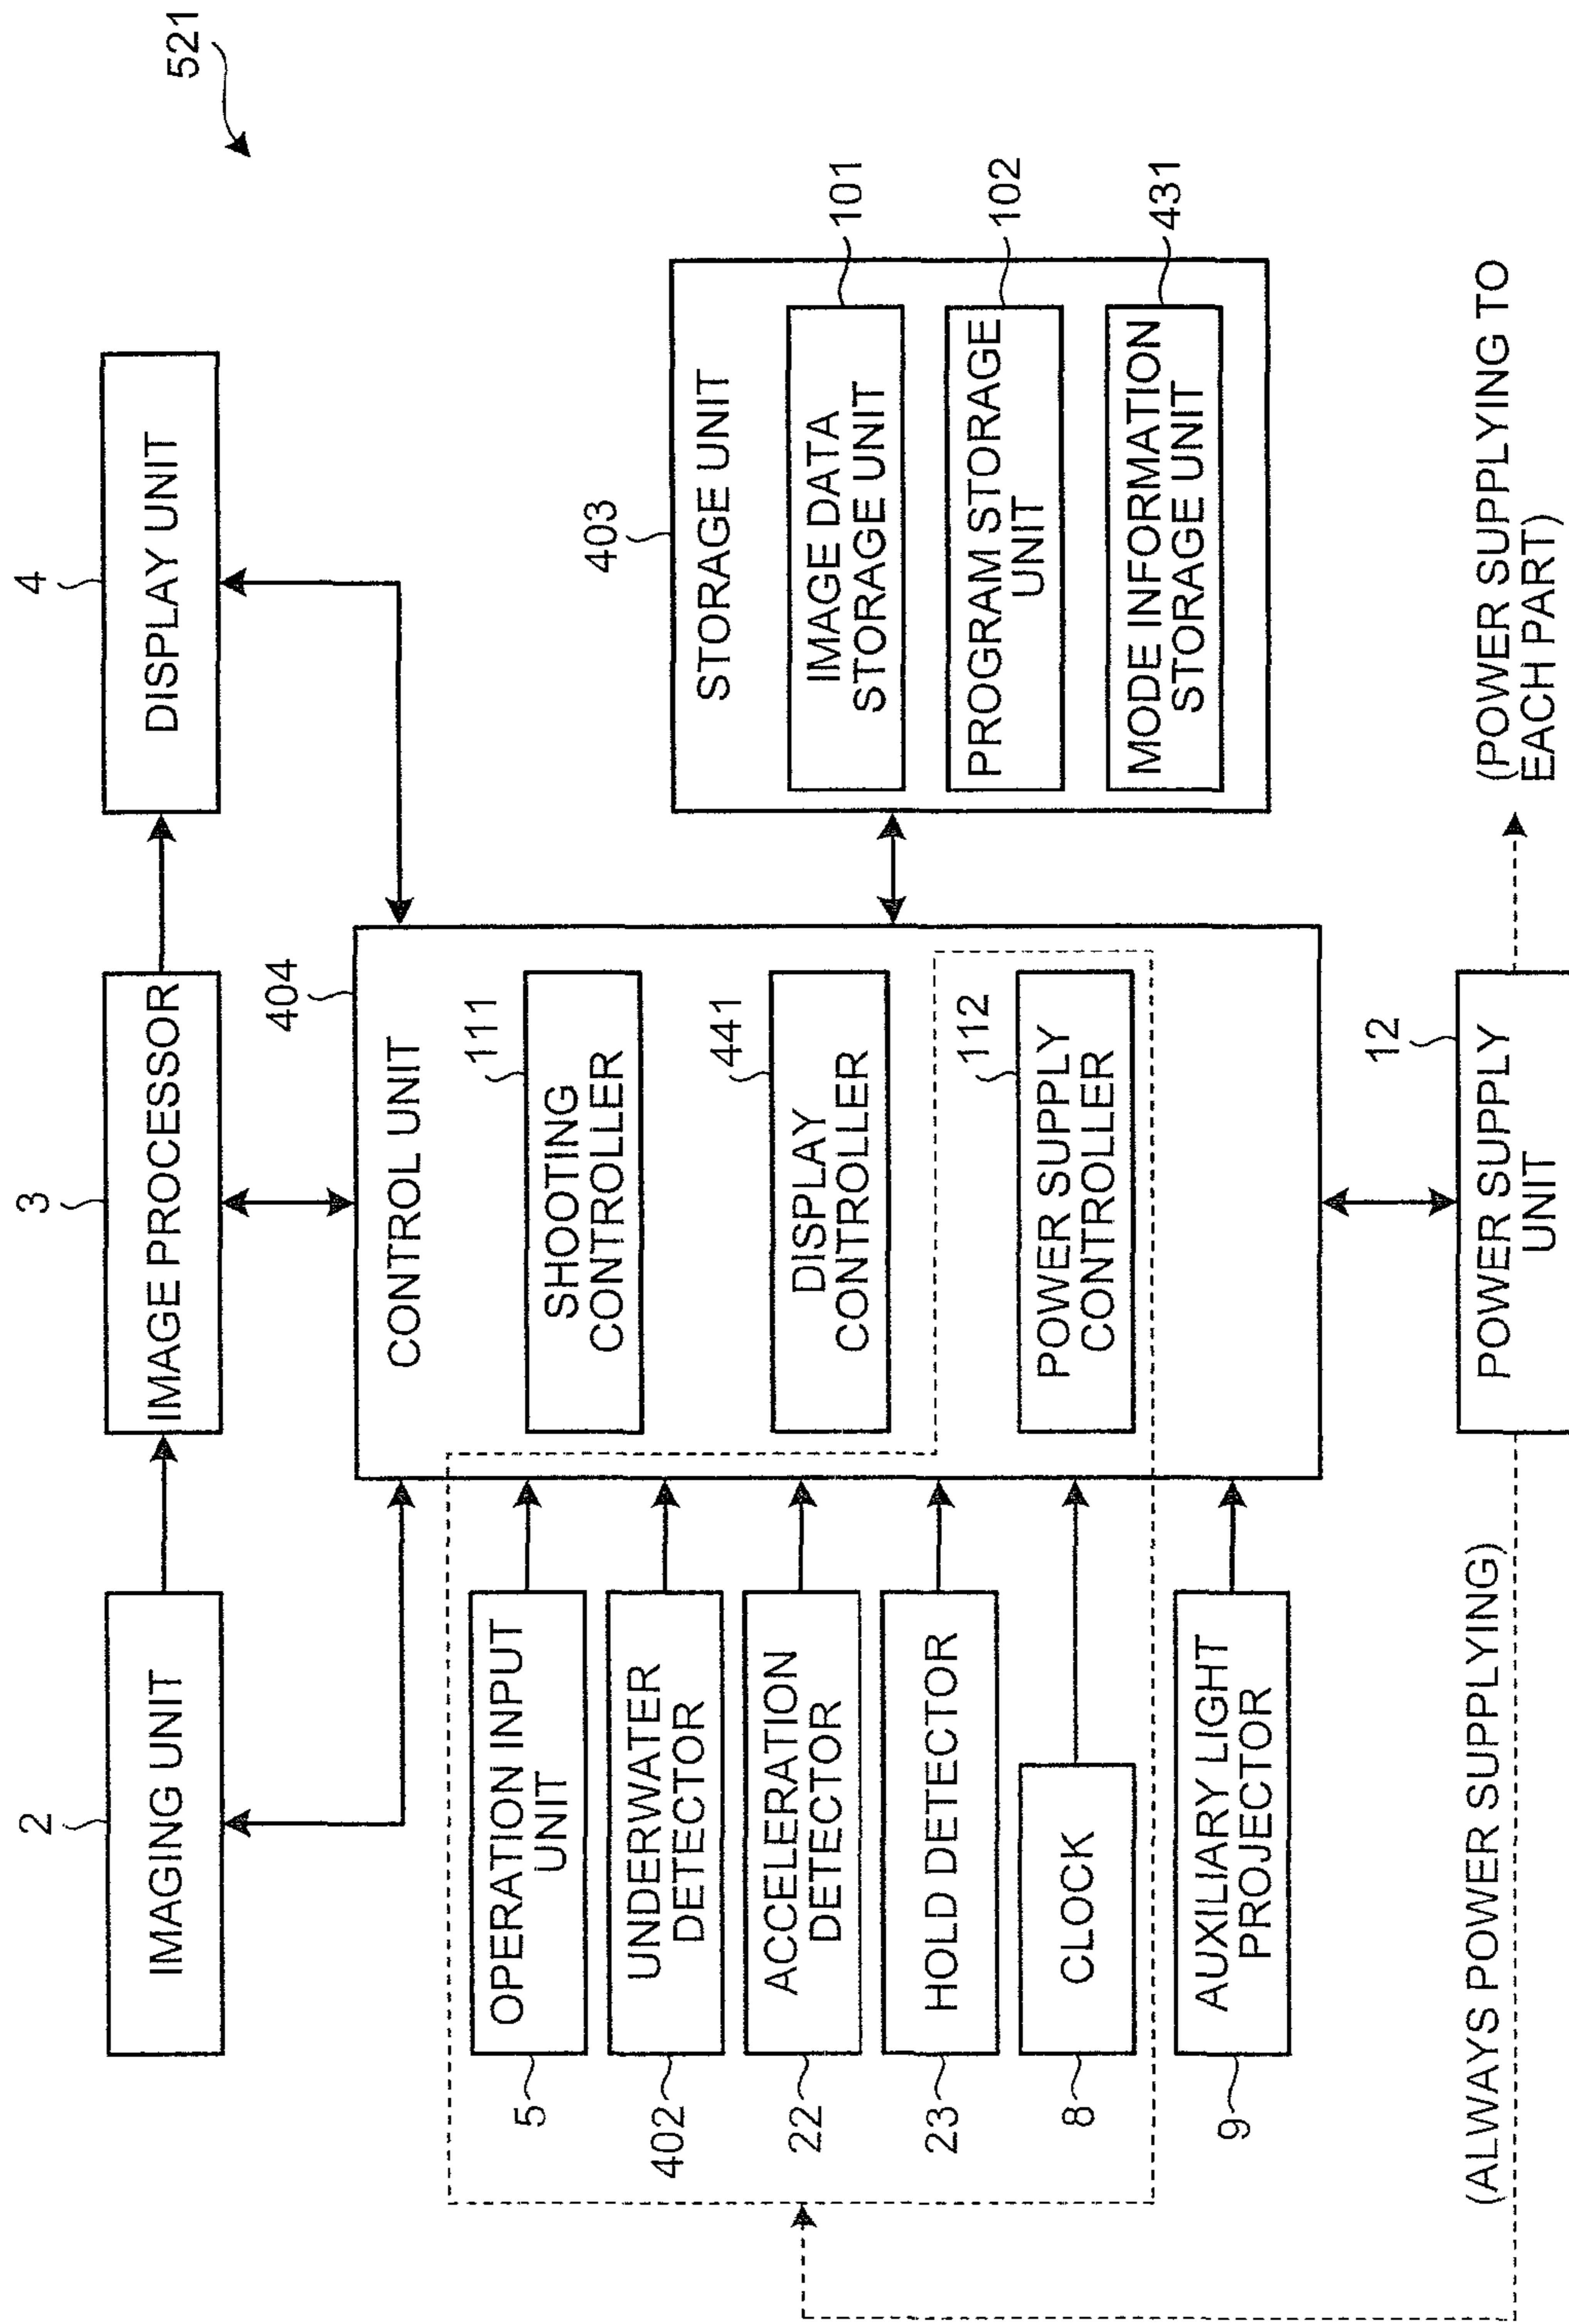 521
2
IMAGING UNIT
3
IMAGE PROCESSOR
4
DISPLAY UNIT
404
CONTROL UNIT
111
SHOOTING
CONTROLLER
441
DISPLAY
CONTROLLER
112
POWER SUPPLY
CONTROLLER
5
OPERATION INPUT
UNIT
402
UNDERWATER
DETECTOR
22
ACCELERATION
DETECTOR
23
HOLD DETECTOR
8
CLOCK
9
AUXILIARY LIGHT
PROJECTOR
403
STORAGE UNIT
IMAGE DATA
STORAGE UNIT
101
PROGRAM STORAGE
UNIT
102
MODE INFORMATION
STORAGE UNIT
431
12
POWER SUPPLY
UNIT
(ALWAYS POWER SUPPLYING)
(POWER SUPPLYING TO
EACH PART)